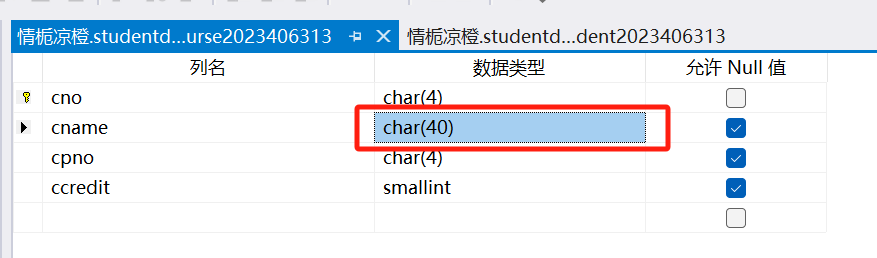 情栀凉橙.studentd...urse2023406313 情栀凉橙.studentd...dent2023406313
列名 数据类型 允许 Null 值
cno char(4)
cname char(40)
cpno char(4)
ccredit smallint